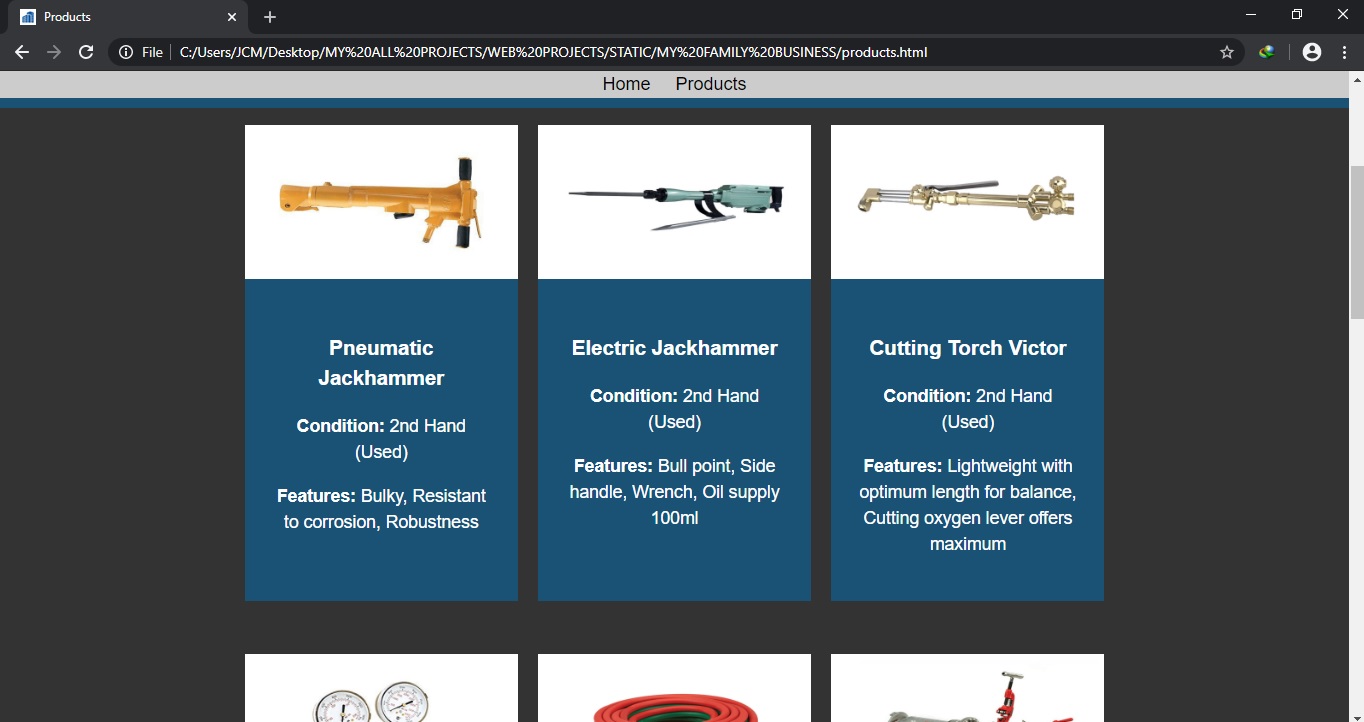 Products
File
C:/Users/JCM/Desktop/MY%20ALL%20PROJECTS/WEB%20PROJECTS/STATIC/MY%20FAMILY%20BUSINESS/products.html
Home Products
Pneumatic
Jackhammer
Condition: 2nd Hand
(Used)
Features: Bulky, Resistant
to corrosion, Robustness
Electric Jackhammer
Condition: 2nd Hand
(Used)
Features: Bull point, Side
handle, Wrench, Oil supply
100ml
Cutting Torch Victor
Condition: 2nd Hand
(Used)
Features: Lightweight with
optimum length for balance,
Cutting oxygen lever offers
maximum